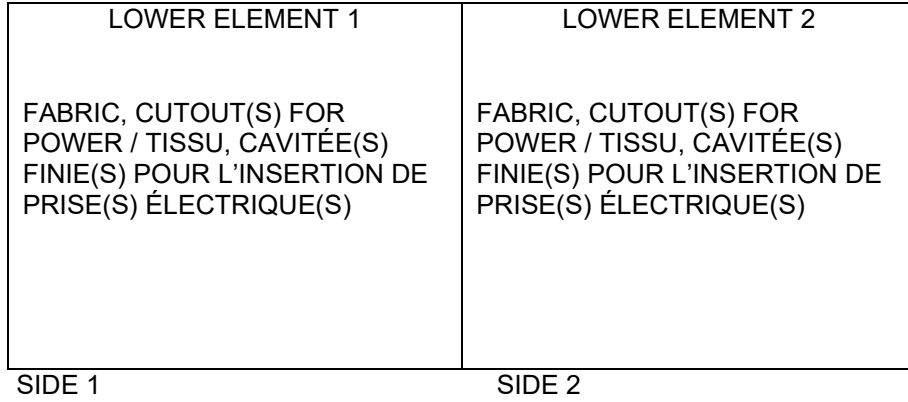 LOWER ELEMENT 1
FABRIC, CUTOUT(S) FOR
POWER / TISSU, CAVITÉE(S)
FINIE(S) POUR L'INSERTION DE
PRISE(S) ÉLECTRIQUE(S)
SIDE 1
LOWER ELEMENT 2
FABRIC, CUTOUT(S) FOR
POWER / TISSU, CAVITÉE(S)
FINIE(S) POUR L'INSERTION DE
PRISE(S) ÉLECTRIQUE(S)
SIDE 2